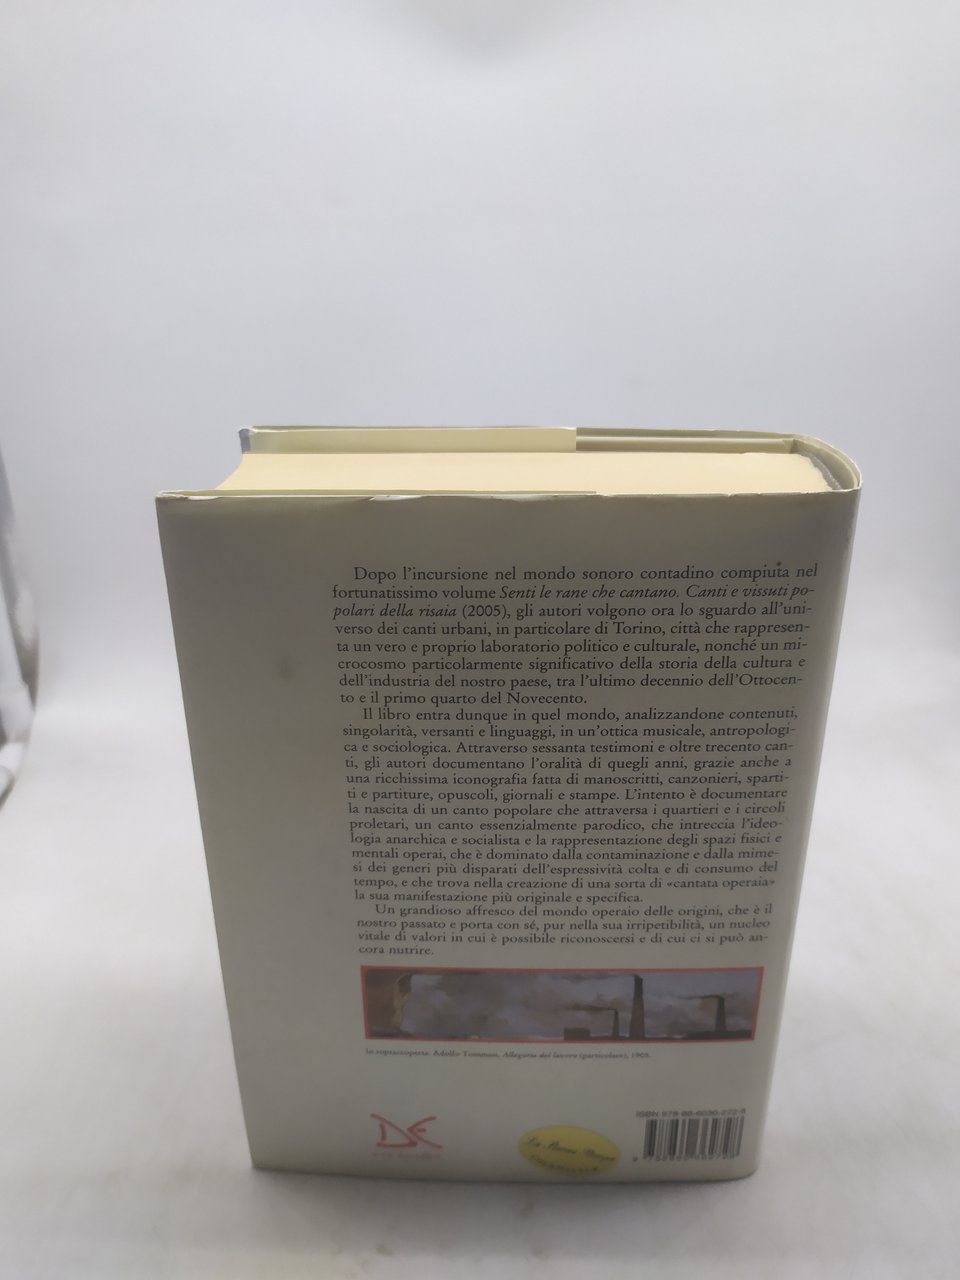 Dopo l'incursione nel mondo sonoro contadino compiuta nel
fortunatissimo volume Senti le rane che cantano. Canti e vissuti po-
polari della risaia (2005), gli autori volgono ora lo sguardo all'uni-
verso dei canti urbani, in particolare di Torino, città che rappresen-
ta un vero e proprio laboratorio politico e culturale, nonché un mi-
crocosmo particolarmente significativo della storia della cultura e
dell'industria del nostro paese, tra l'ultimo decennio dell'Ottocen-
to e il primo quarto del Novecento.
Il libro entra dunque in quel mondo, analizzandone contenuti,
singolarità, versanti e linguaggi, in un'ottica musicale, antropologi-
ca e sociologica. Attraverso sessanta testimoni e oltre trecento can-
ti, gli autori documentano l'oralità di quegli anni, grazie anche a
una ricchissima iconografia fatta di manoscritti, canzonieri, sparti-
ti e partiture, opuscoli, giornali e stampe. L'intento è documentare
la nascita di un canto popolare che attraversa i quartieri e i circoli
proletari, un canto essenzialmente parodico, che intreccia l'ideo-
logia anarchica e socialista e la rappresentazione degli spazi fisici e
mentali operai, che è dominato dalla contaminazione e dalla mime-
si dei generi più disparati dell'espressività colta e di consumo del
tempo, e che trova nella creazione di una sorta di «cantata operaia»
la sua manifestazione più originale e specifica.
Un grandioso affresco del mondo operaio delle origini, che è il
nostro passato e porta con sé, pur nella sua irripetibilità, un nucleo
vitale di valori in cui è possibile riconoscersi e di cui ci si può an-
cora nutrire.
In sopraccoperta: Adolfo Tommasi, Allegoria del lavoro (particolare), 1905.
DE
ISBN 978-88-6036-272-8